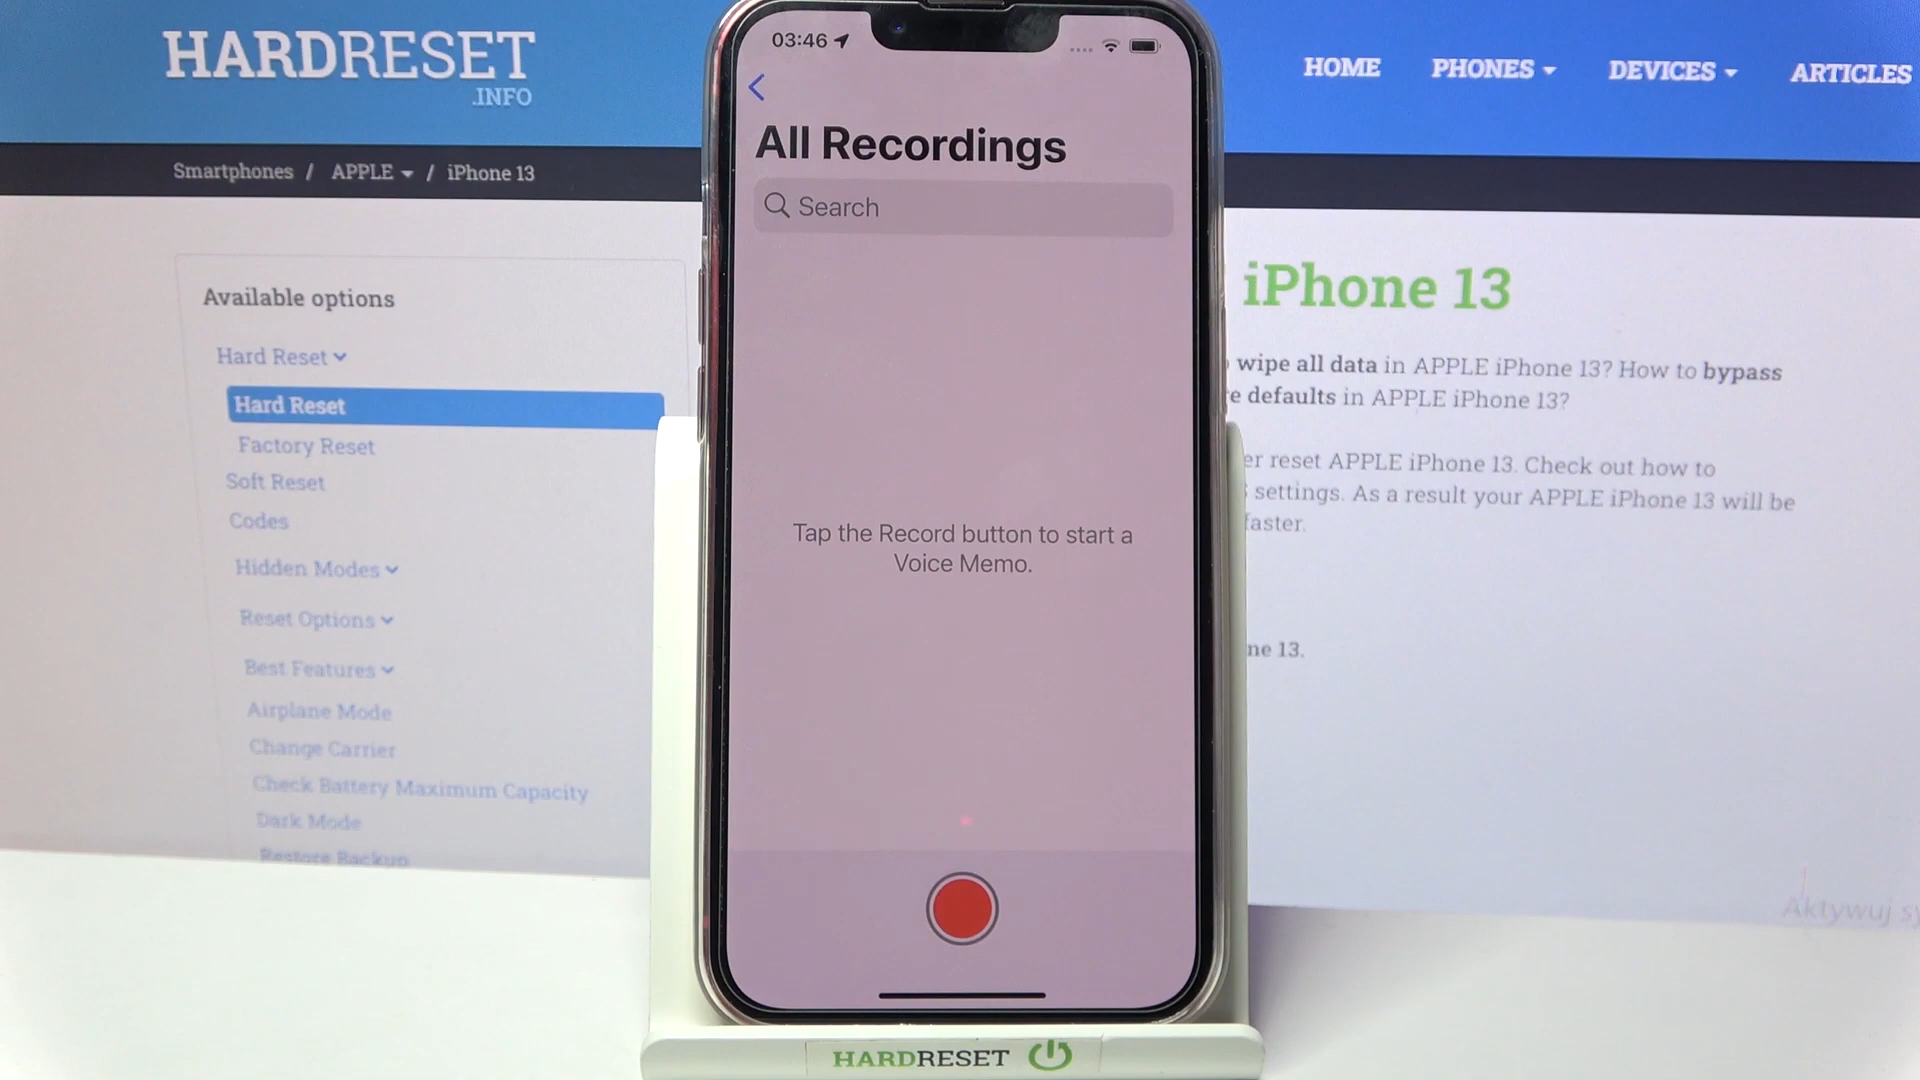 HARDRESET
.INFO
HOME
PHONES
DEVICES
ARTICLES
Smartphones / APPLE / iPhone 13
Available options
Hard Reset
Hard Reset
Factory Reset
Soft Reset
Codes
Hidden Modes
Reset Options
Best Features
Airplane Mode
Change Carrier
Check Battery Maximum Capacity
Dark Mode
Restore Backup
03:46
All Recordings
Search
Tap the Record button to start a
Voice Memo.
iPhone 13
wipe all data in APPLE iPhone 13? How to bypass
defaults in APPLE iPhone 13?
reset APPLE iPhone 13. Check out how to
settings. As a result your APPLE iPhone 13 will be
faster.
13.
Aktywuj
HARDRESET